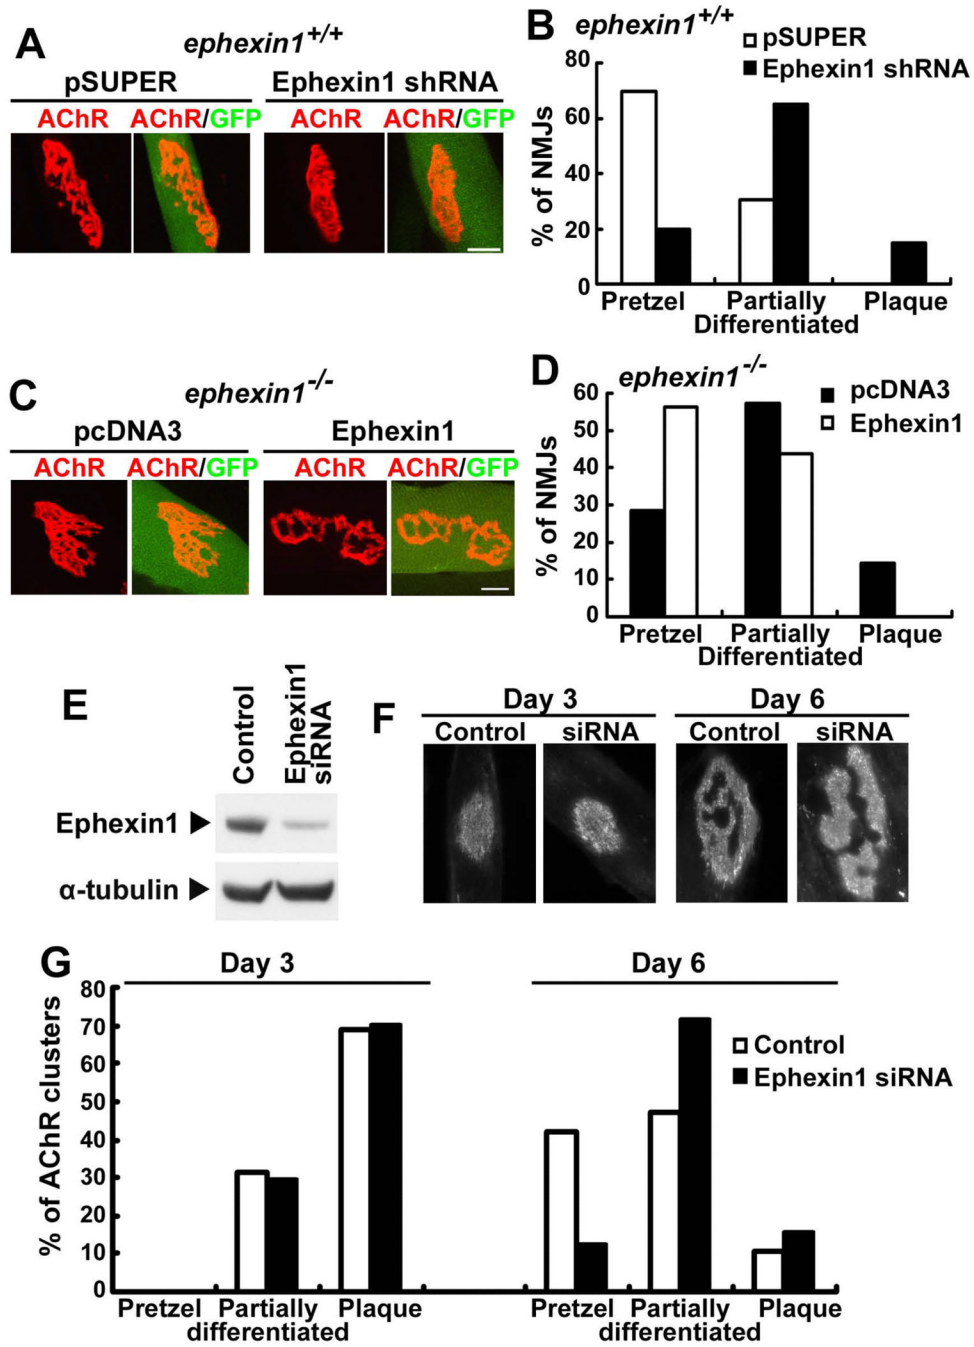 A
ephexin1+/+
pSUPER
Ephexin1 shRNA
AChR
AChR/GFP
AChR
AChR/GFP
B
ephexin1+/+
pSUPER
Ephexin1 shRNA
% of NMJs
80
60
40
20
0
Pretzel
Partially
Differentiated
Plaque
C
ephexin1-/-
pcDNA3
Ephexin1
AChR
AChR/GFP
AChR
AChR/GFP
D
ephexin1-/-
pcDNA3
Ephexin1
% of NMJs
60
50
40
30
20
10
0
Pretzel
Partially
Differentiated
Plaque
E
Control
Ephexin1
siRNA
Ephexin1
α-tubulin
F
Day 3
Day 6
Control
siRNA
Control
siRNA
G
Day 3
Day 6
% of AChR clusters
80
70
60
50
40
30
20
10
0
Control
Ephexin1 siRNA
Pretzel
Partially
differentiated
Plaque
Pretzel
Partially
differentiated
Plaque